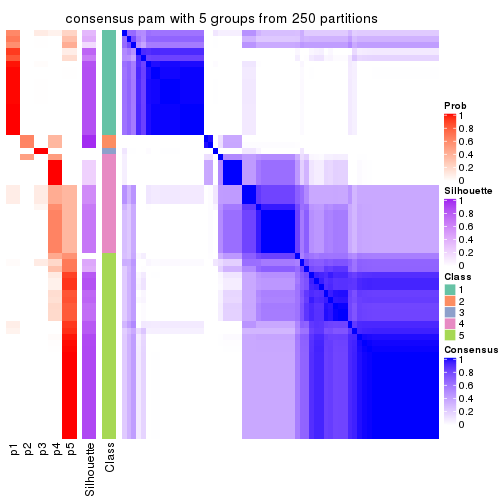 consensus pam with 5 groups from 250 partitions
Prob
1
0.8
0.6
0.4
0.2
0
Silhouette
1
0.8
0.6
0.4
0.2
0
Class
1
2
3
4
5
Consensus
1
0.8
0.6
0.4
0.2
0
p1
p2
p3
p4
p5
Silhouette
Class